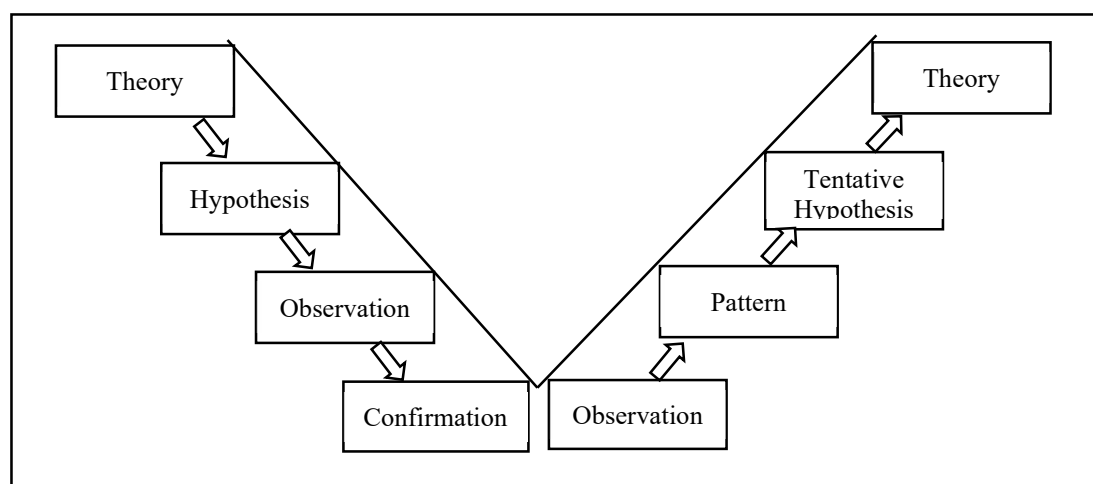 Theory
Hypothesis
Observation
Confirmation
Theory
Tentative
Hypothesis
Pattern
Observation